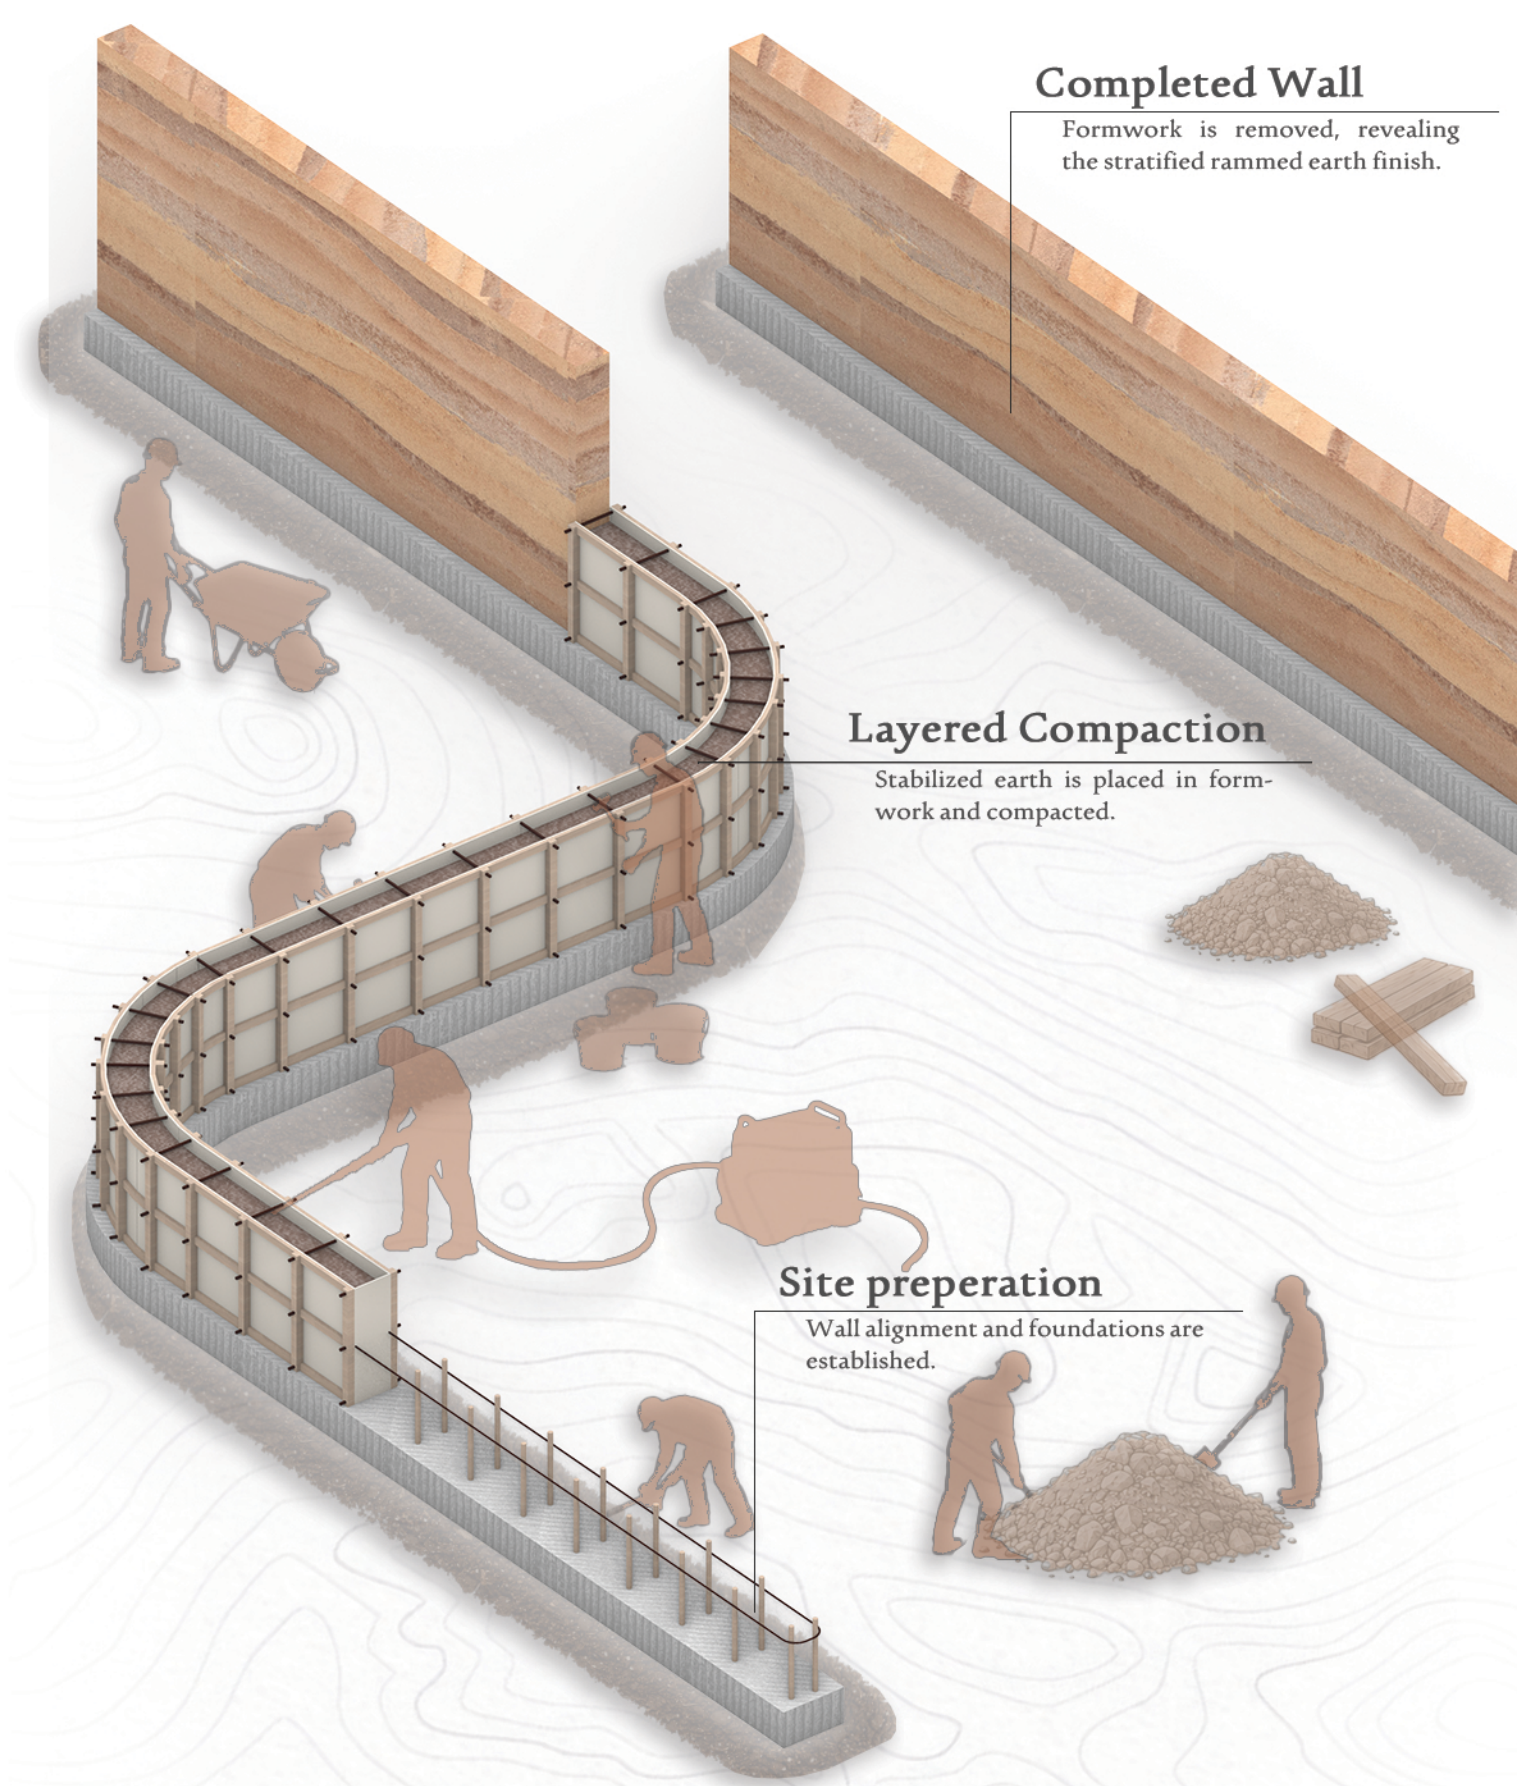 Completed Wall
Formwork is removed, revealing
the stratified rammed earth finish.
Layered Compaction
Stabilized earth is placed in form-
work and compacted.
Site preperation
Wall alignment and foundations are
established.